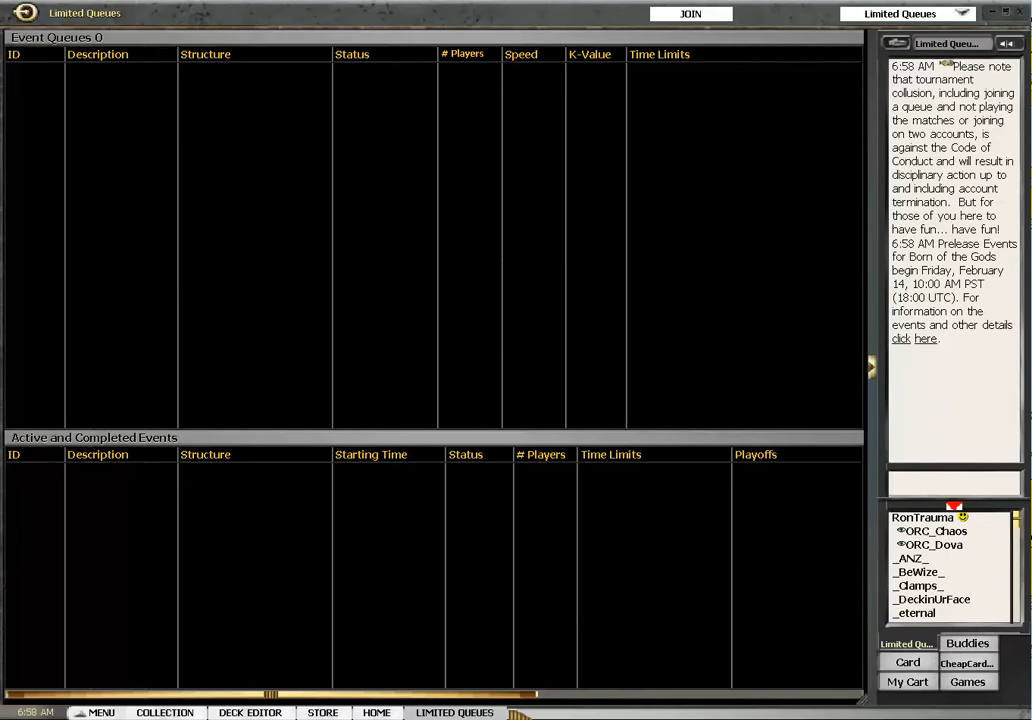 Limited Queues
JOIN
Limited Queues
Event Queues 0
ID Description Structure Status # Players Speed K-Value Time Limits
Active and Completed Events
ID Description Structure Starting Time Status # Players Time Limits Playoffs
Limited Queu...
6:58 AM Please note
that tournament
collusion, including joining
a queue and not playing
the matches or joining
on two accounts, is
against the Code of
Conduct and will result in
disciplinary action up to
and including account
termination. But for
those of you here to
have fun... have fun!
6:58 AM Prelease Events
for Born of the Gods
begin Friday, February
14, 10:00 AM PST
(18:00 UTC). For
information on the
events and other details
click here.
RonTrauma
ORC_Chaos
ORC_Dova
_ANZ_
_BeWize_
_Clamps_
_DeckinUrFace
_eternal
Limited Qu... Buddies
Card CheapCard...
My Cart Games
6:58 AM MENU COLLECTION DECK EDITOR STORE HOME LIMITED QUEUES